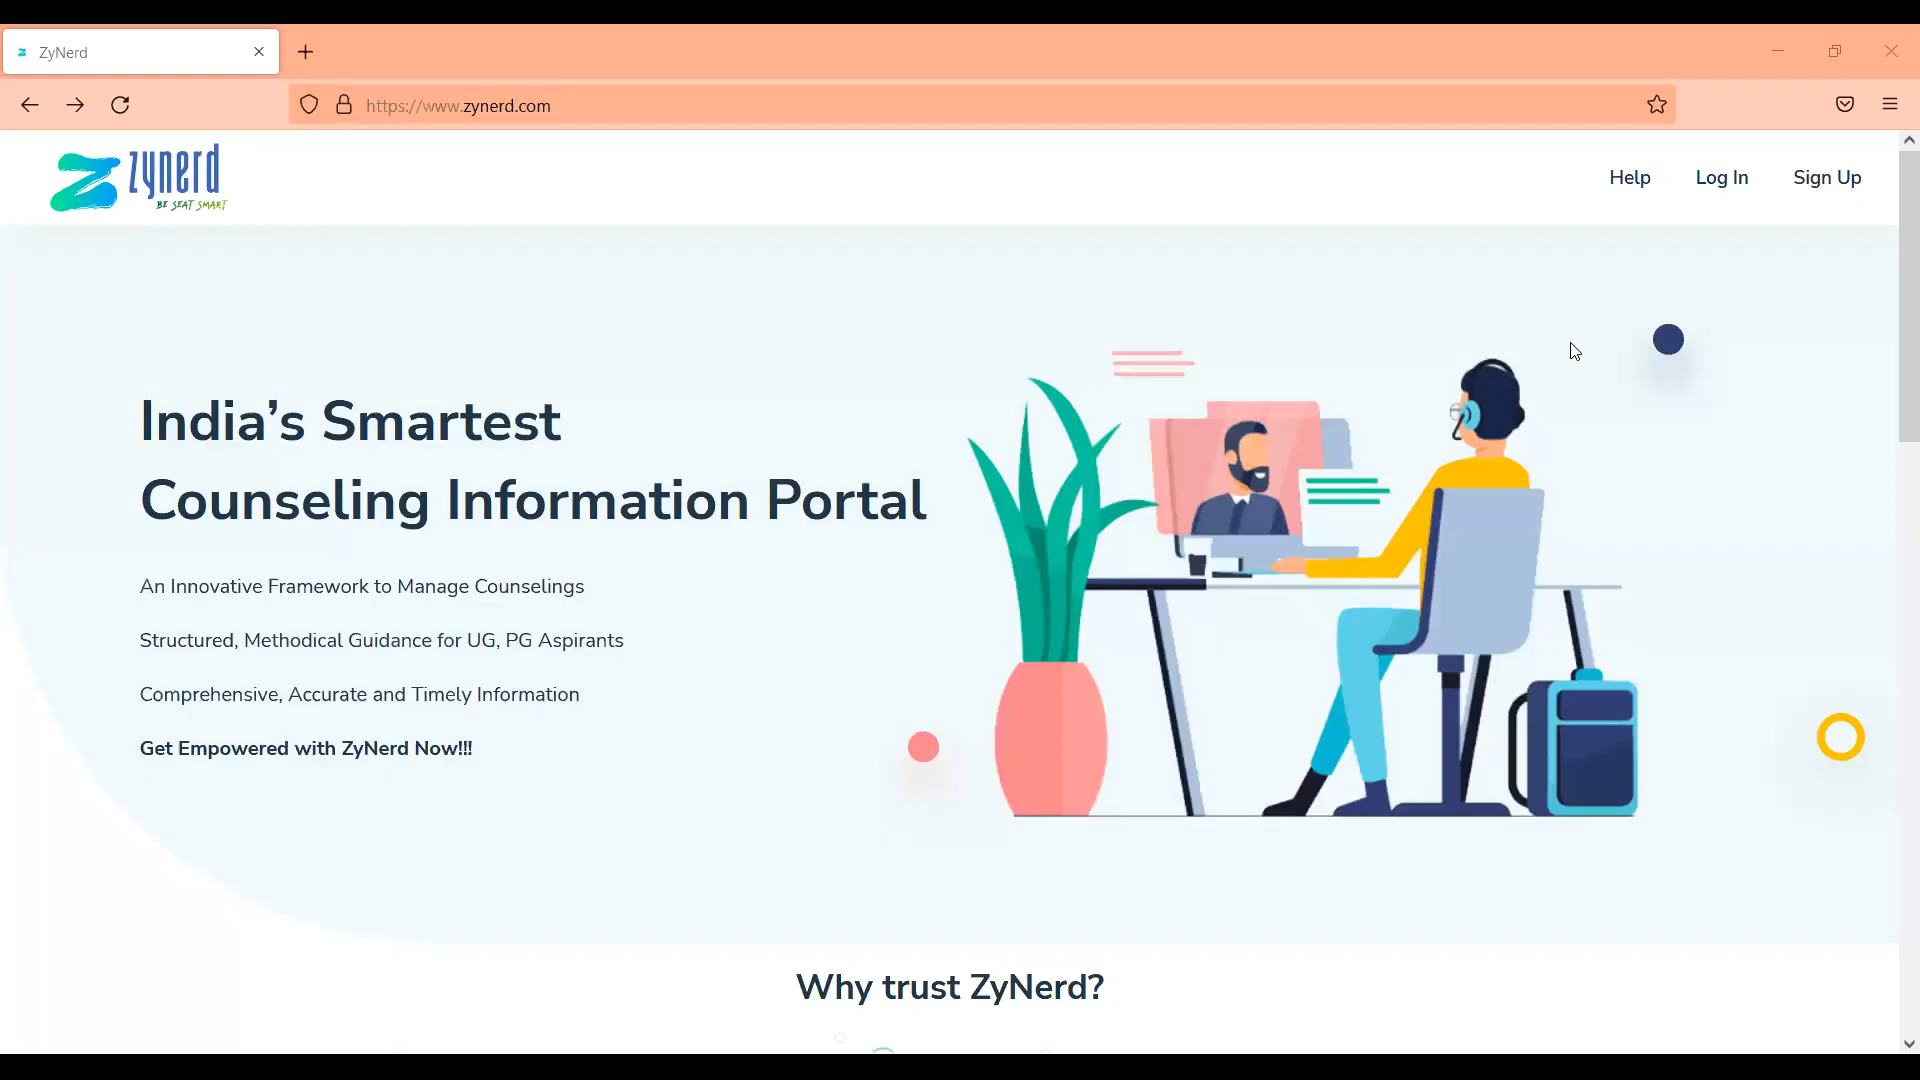 ZyNerd
https://www.zynerd.com
zynerd
BE SEAT SMART
Help
Log In
Sign Up
India’s Smartest
Counseling Information Portal
An Innovative Framework to Manage Counselings
Structured, Methodical Guidance for UG, PG Aspirants
Comprehensive, Accurate and Timely Information
Get Empowered with ZyNerd Now!!!
Why trust ZyNerd?